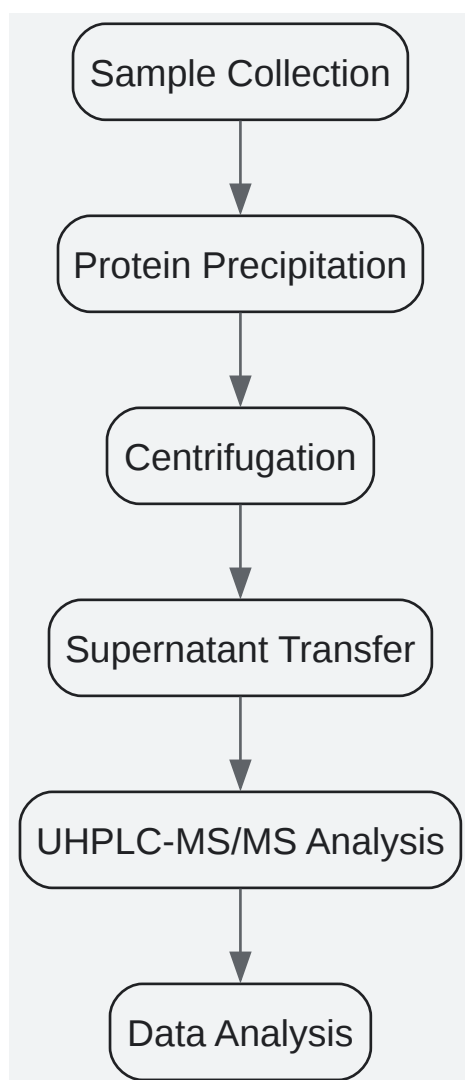 Sample Collection
Protein Precipitation
Centrifugation
Supernatant Transfer
UHPLC-MS/MS Analysis
Data Analysis